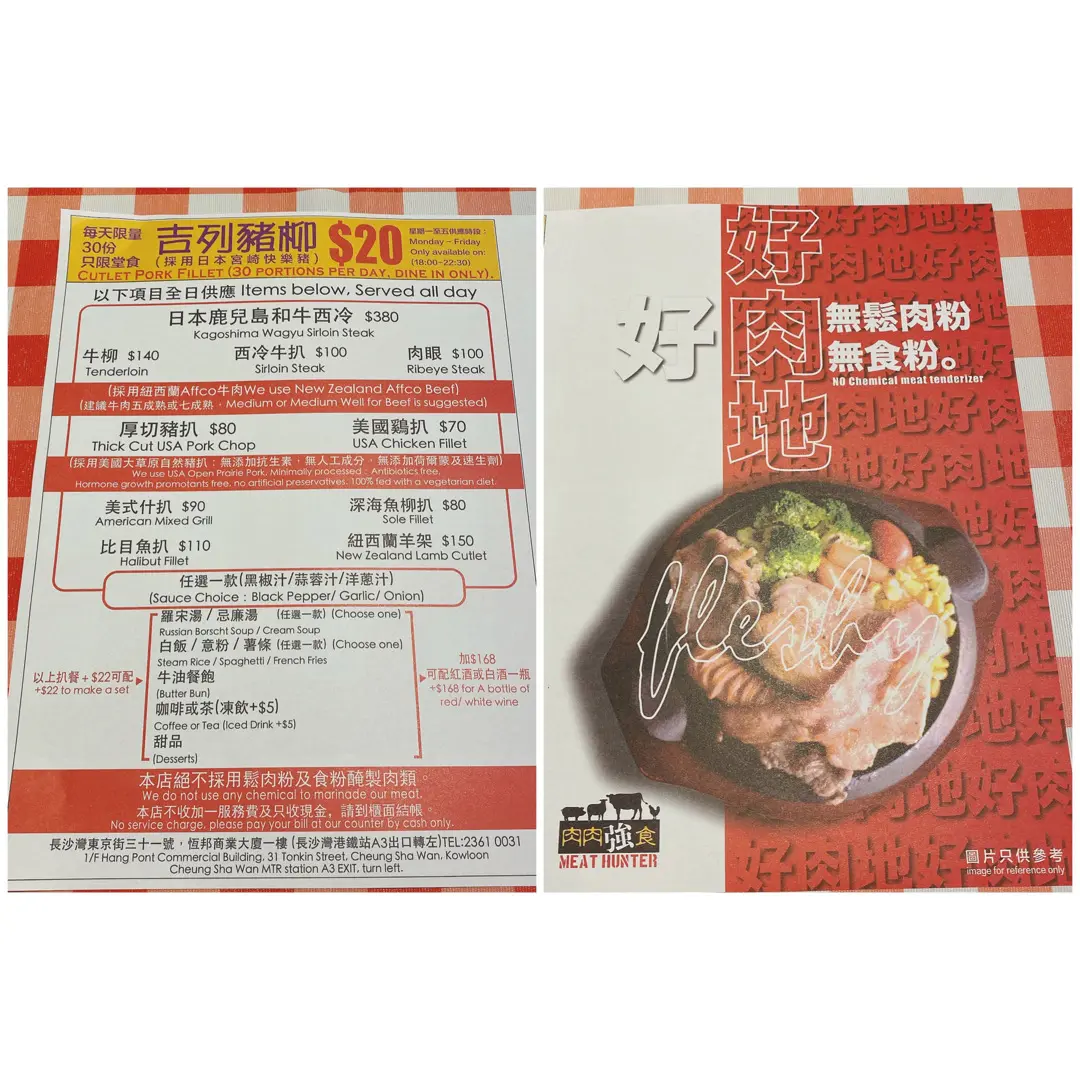 每天限量
30份
只限堂食
吉列豬柳
(採用日本宮崎快樂豬)
$20
星期一至五供應時段:
Monday ~ Friday
Only available on:
(18:00~22:30)
CUTLET PORK FILLET (30 PORTIONS PER DAY, DINE IN ONLY).
以下項目全日供應 Items below, Served all day
日本鹿兒島和牛西冷 $380
Kagoshima Wagyu Sirloin Steak
牛柳 $140
Tenderloin
西冷牛扒 $100
Sirloin Steak
肉眼 $100
Ribeye Steak
(採用紐西蘭Affco牛肉We use New Zealand Affco Beef)
(建議牛肉五成熟或七成熟,Medium or Medium Well for Beef is suggested)
厚切豬扒 $80
Thick Cut USA Pork Chop
美國鷄扒 $70
USA Chicken Fillet
(採用美國大草原自然豬扒:無添加抗生素,無人工成分,無添加荷爾蒙及速生劑)
We use USA Open Prairie Pork, Minimally processed : Antibiotics free,
Hormone growth promotants free, no artificial preservatives, 100% fed with a vegetarian diet.
美式什扒 $90
American Mixed Grill
深海魚柳扒 $80
Sole Fillet
比目魚扒 $110
Halibut Fillet
紐西蘭羊架 $150
New Zealand Lamb Cutlet
任選一款(黑椒汁/蒜蓉汁/洋蔥汁)
(Sauce Choice : Black Pepper/ Garlic/ Onion)
以上扒餐 + $22可配
+$22 to make a set
羅宋湯 / 忌廉湯 (任選一款) (Choose one)
Russian Borscht Soup / Cream Soup
白飯 / 意粉 / 薯條 (任選一款) (Choose one)
Steam Rice / Spaghetti / French Fries
牛油餐飽
(Butter Bun)
咖啡或茶(凍飲+$5)
Coffee or Tea (Iced Drink +$5)
甜品
(Desserts)
加$168
可配紅酒或白酒一瓶
+$168 for A bottle of
red/ white wine
本店絕不採用鬆肉粉及食粉醃製肉類。
We do not use any chemical to marinade our meat.
本店不收加一服務費及只收現金,請到櫃面結帳。
No service charge, please pay your bill at our counter by cash only.
長沙灣東京街三十一號,恆邦商業大廈一樓 (長沙灣港鐵站A3出口轉左)TEL:2361 0031
1/F Hang Pont Commercial Building, 31 Tonkin Street, Cheung Sha Wan, Kowloon
Cheung Sha Wan MTR station A3 EXIT, turn left.
好
好肉地
無鬆肉粉
無食粉。
NO Chemical meat tenderizer
fleshy
肉肉強食
MEAT HUNTER
圖片只供參考
image for reference only